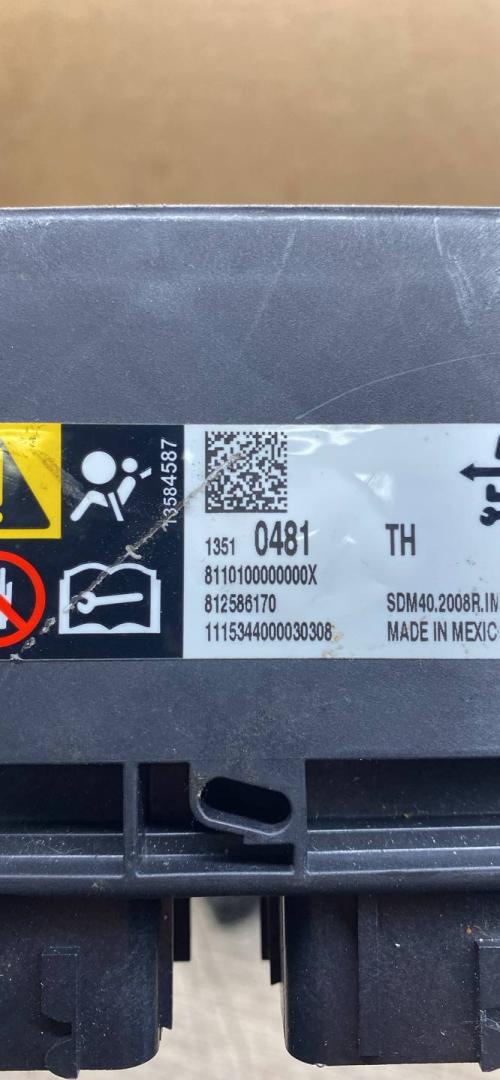 13584587
1351 0481 TH
8110100000000X
812586170 SDM40.2008R.IM
1115344000030308 MADE IN MEXIC